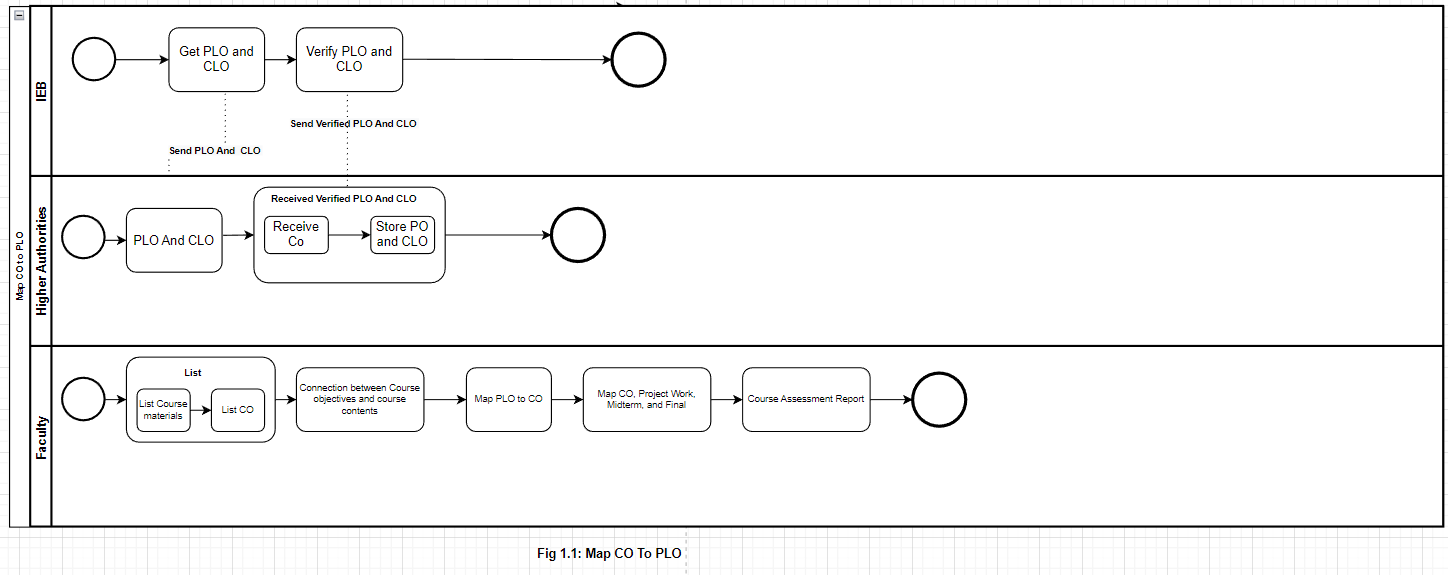 Map CO to PLO
IEB
Get PLO and
CLO
Verify PLO and
CLO
Send Verified PLO And CLO
Send PLO And CLO
Higher Authorities
PLO And CLO
Received Verified PLO And CLO
Receive
Co
Store PO
and CLO
Faculty
List
List Course
materials
List CO
Connection between Course
objectives and course
contents
Map PLO to CO
Map CO, Project Work,
Midterm, and Final
Course Assessment Report
Fig 1.1: Map CO To PLO